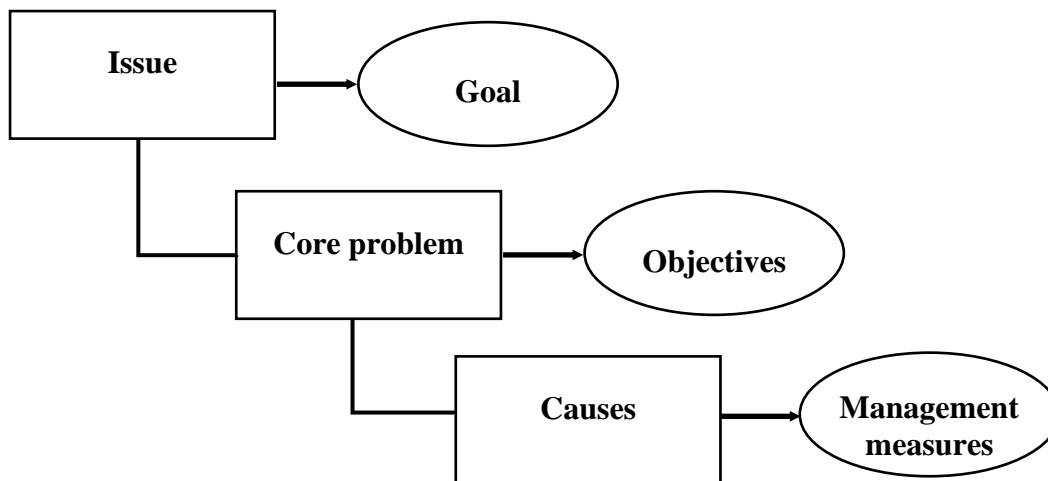 Issue
Goal
Core problem
Objectives
Causes
Management
measures